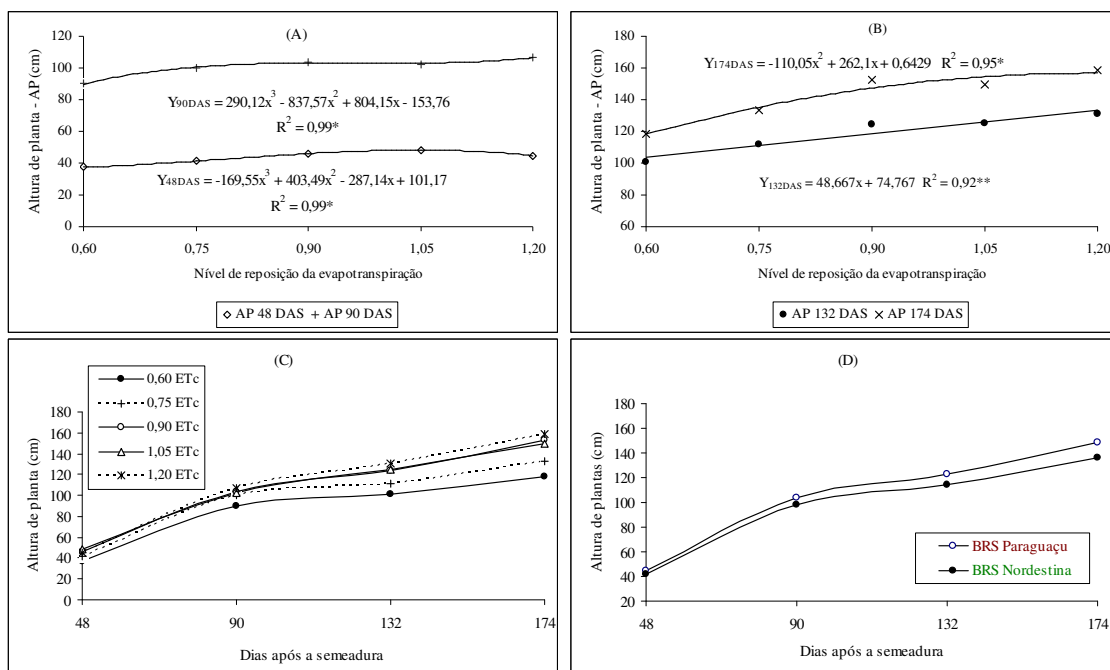 (A)
Altura de planta - AP (cm)
120
100
80
60
40
20
0
Y90DAS = 290,12x³ - 837,57x² + 804,15x - 153,76
R² = 0,99*
Y48DAS = -169,55x³ + 403,49x² - 287,14x + 101,17
R² = 0,99*
0,60 0,75 0,90 1,05 1,20
Nível de reposição da evapotranspiração
AP 48 DAS + AP 90 DAS
(B)
Altura de planta - AP (cm)
180
160
140
120
100
80
60
Y174DAS = -110,05x² + 262,1x + 0,6429 R² = 0,95*
Y132DAS = 48,667x + 74,767 R² = 0,92**
0,60 0,75 0,90 1,05 1,20
Nível de reposição da evapotranspiração
AP 132 DAS × AP 174 DAS
(C)
0,60 ETc
0,75 ETc
0,90 ETc
1,05 ETc
1,20 ETc
Altura de planta (cm)
180
160
140
120
100
80
60
40
20
0
48 90 132 174
Dias após a semeadura
(D)
Altura de plantas (cm)
180
160
140
120
100
80
60
40
20
BRS Paraguaçu
BRS Nordestina
48 90 132 174
Dias após a semeadura